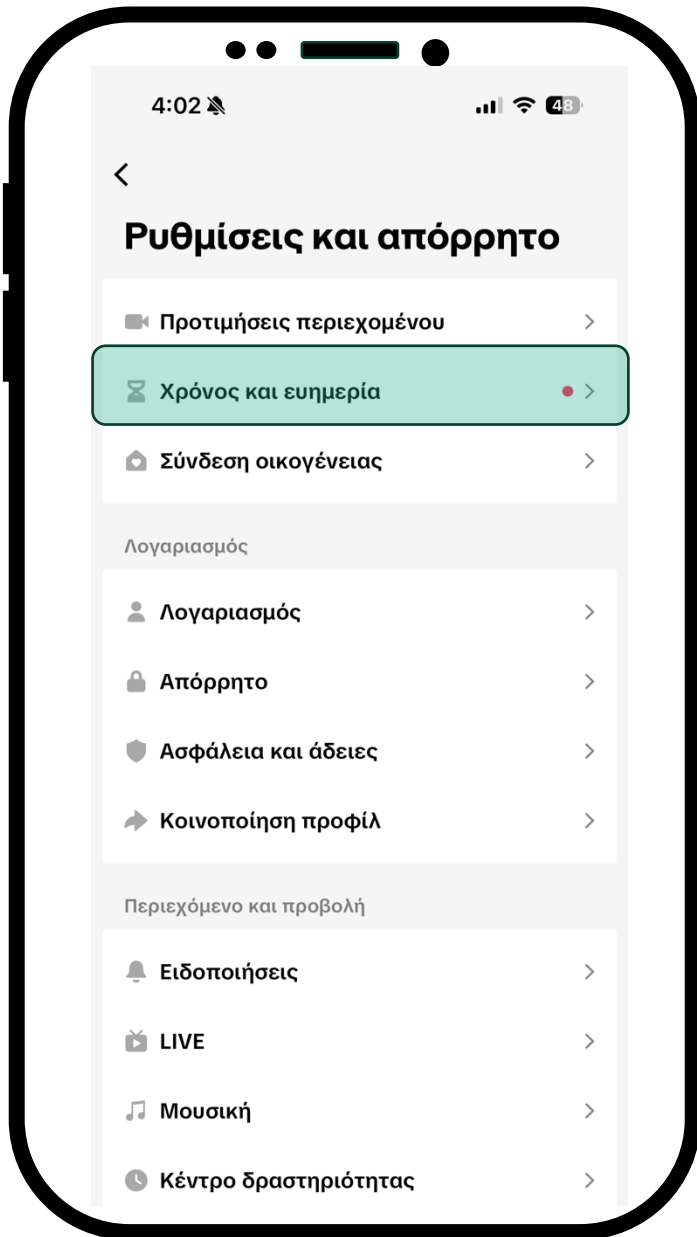 4:02
48
Ρυθμίσεις και απόρρητο
Προτιμήσεις περιεχομένου
Χρόνος και ευημερία
Σύνδεση οικογένειας
Λογαριασμός
Λογαριασμός
Απόρρητο
Ασφάλεια και άδειες
Κοινοποίηση προφίλ
Περιεχόμενο και προβολή
Ειδοποιήσεις
LIVE
Μουσική
Κέντρο δραστηριότητας